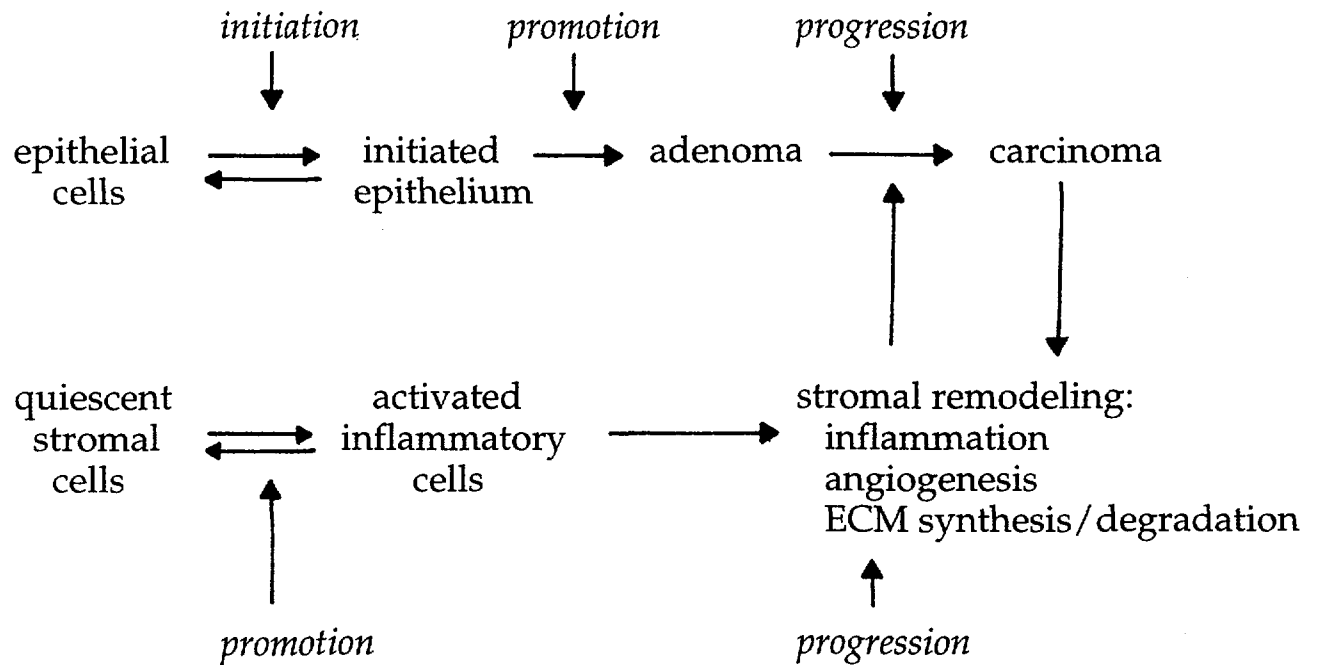 initiation promotion progression
epithelial cells
initiated epithelium
adenoma
carcinoma
quiescent stromal cells
activated inflammatory cells
stromal remodeling:
inflammation
angiogenesis
ECM synthesis/degradation
promotion progression